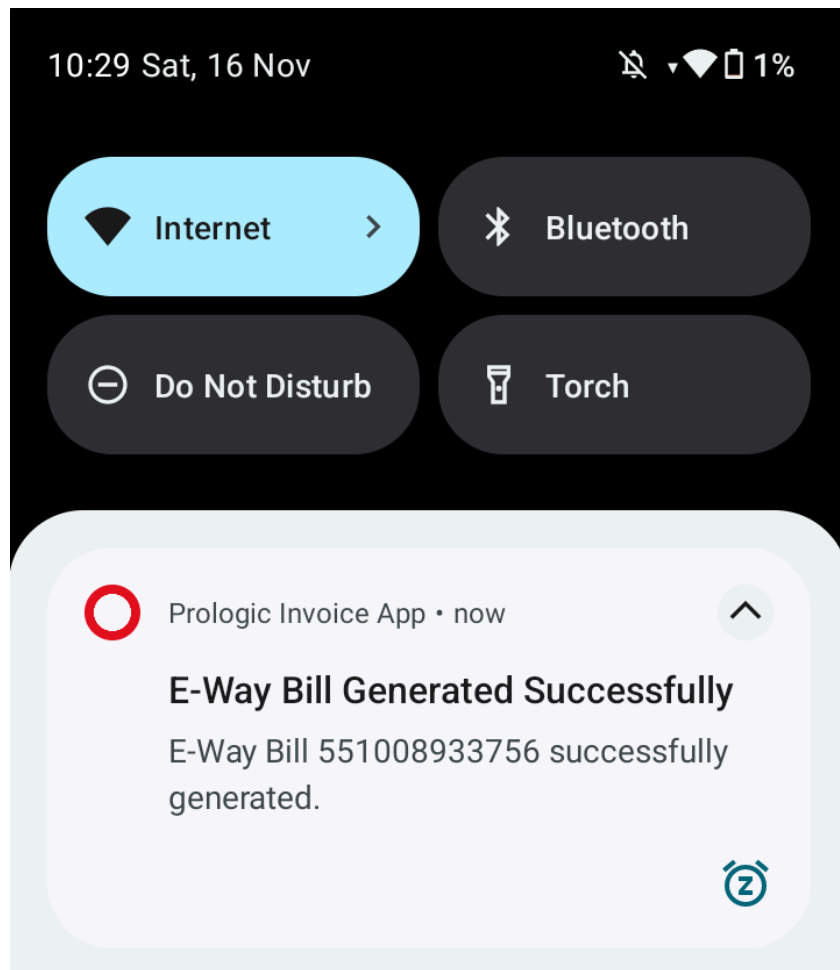 10:29 Sat, 16 Nov 1%
Internet Bluetooth
Do Not Disturb Torch
Prologic Invoice App • now
E-Way Bill Generated Successfully
E-Way Bill 551008933756 successfully
generated.